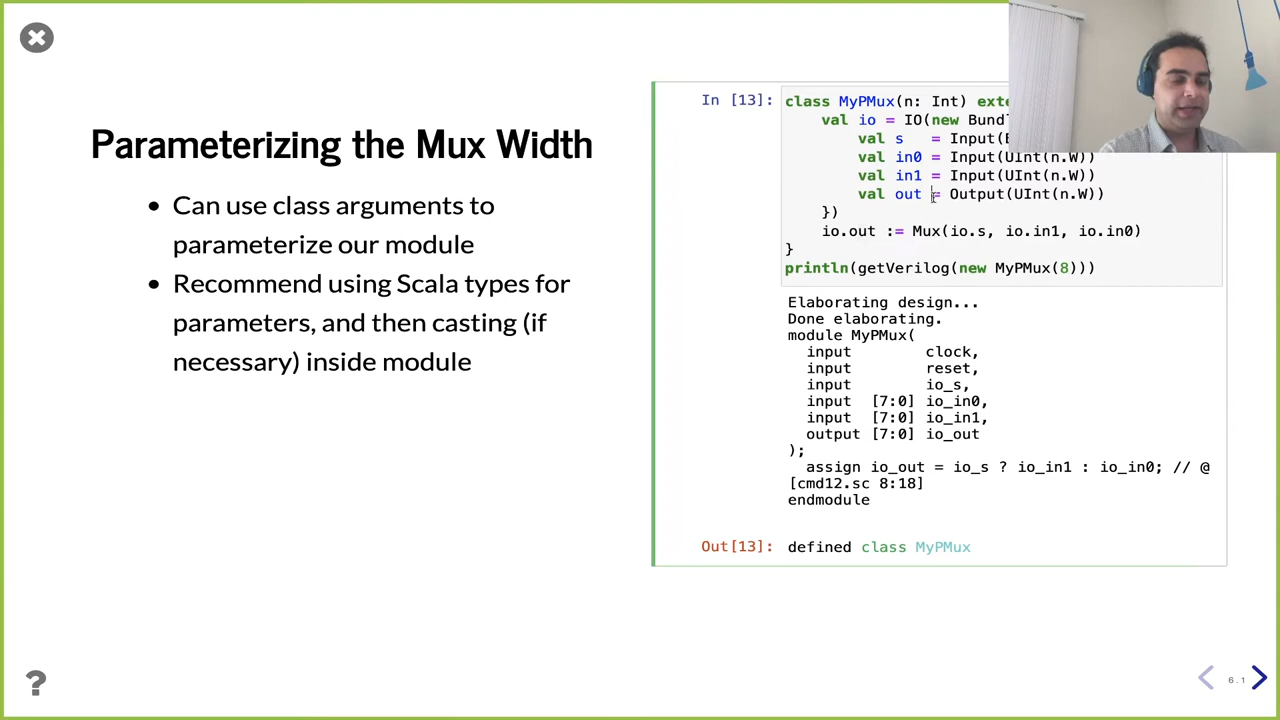 Parameterizing the Mux Width
• Can use class arguments to
parameterize our module
• Recommend using Scala types for
parameters, and then casting (if
necessary) inside module
In [13]: class MyPMux(n: Int) exte
val io = IO(new Bund
val s = Input(
val in0 = Input(UInt(n.W))
val in1 = Input(UInt(n.W))
val out = Output(UInt(n.W))
})
io.out := Mux(io.s, io.in1, io.in0)
}
println(getVerilog(new MyPMux(8)))
Elaborating design...
Done elaborating.
module MyPMux(
input clock,
input reset,
input io_s,
input [7:0] io_in0,
input [7:0] io_in1,
output [7:0] io_out
);
assign io_out = io_s ? io_in1 : io_in0; // @
[cmd12.sc 8:18]
endmodule
Out[13]: defined class MyPMux
?
6.1